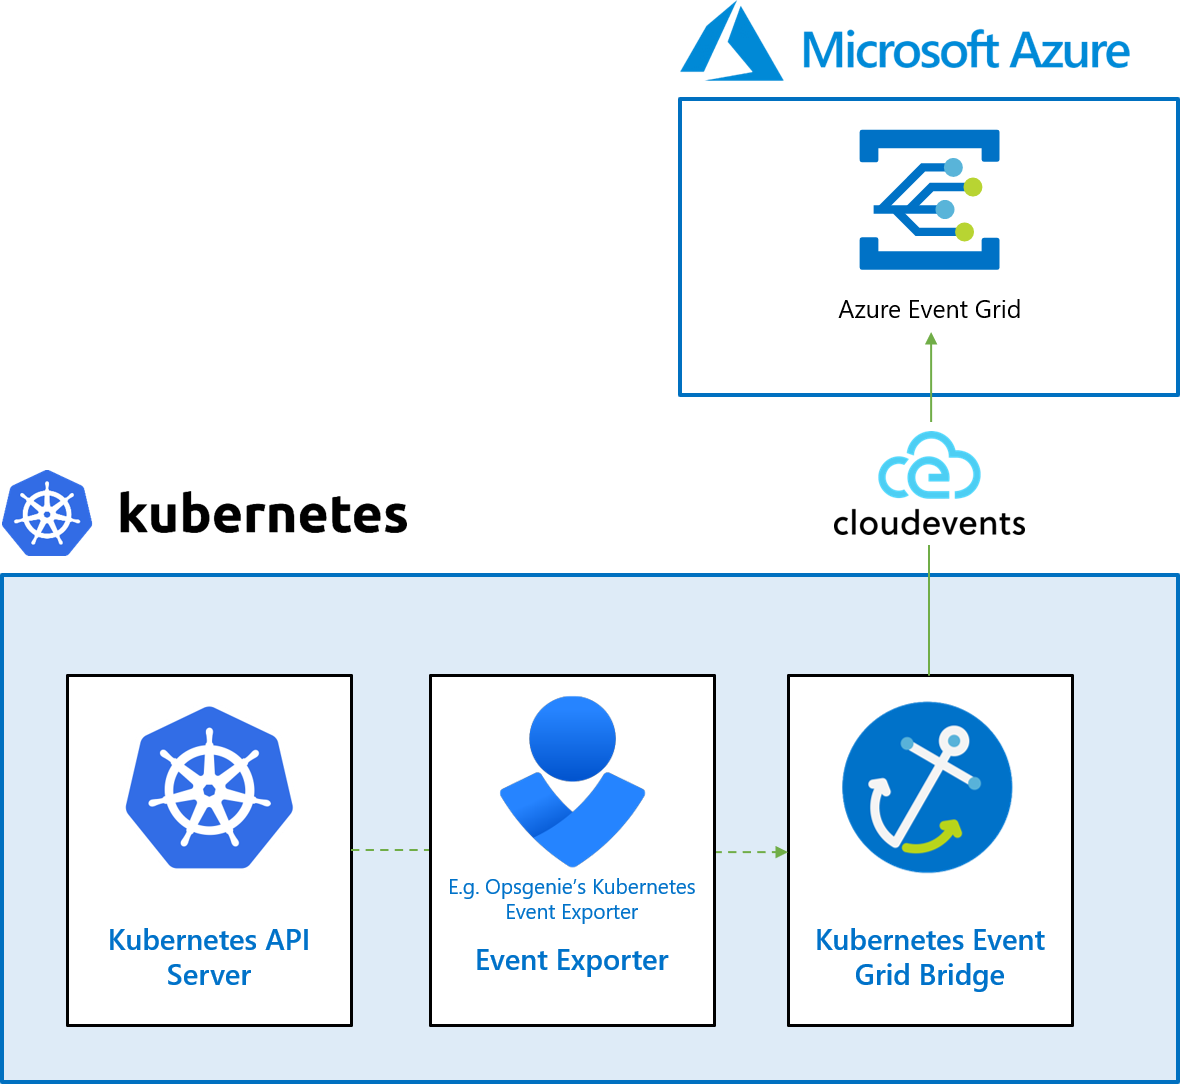 Microsoft Azure
Azure Event Grid
cloudevents
kubernetes
Kubernetes API
Server
E.g. Opsgenie’s Kubernetes
Event Exporter
Event Exporter
Kubernetes Event
Grid Bridge